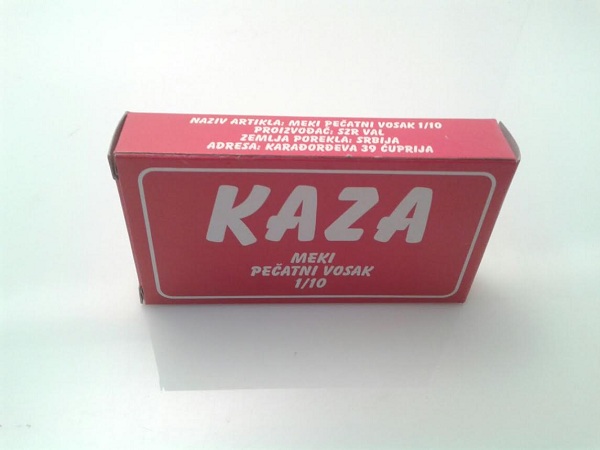 NAZIV ARTIKLA: MEKI PEČATNI VOSAK 1/10
PROIZVOĐAČ: SZR VAL
ZEMLJA POREKLA: SRBIJA
ADRESA: KARAĐORĐEVA 39 ĆUPRIJA
KAZA
MEKI
PEČATNI VOSAK
1/10